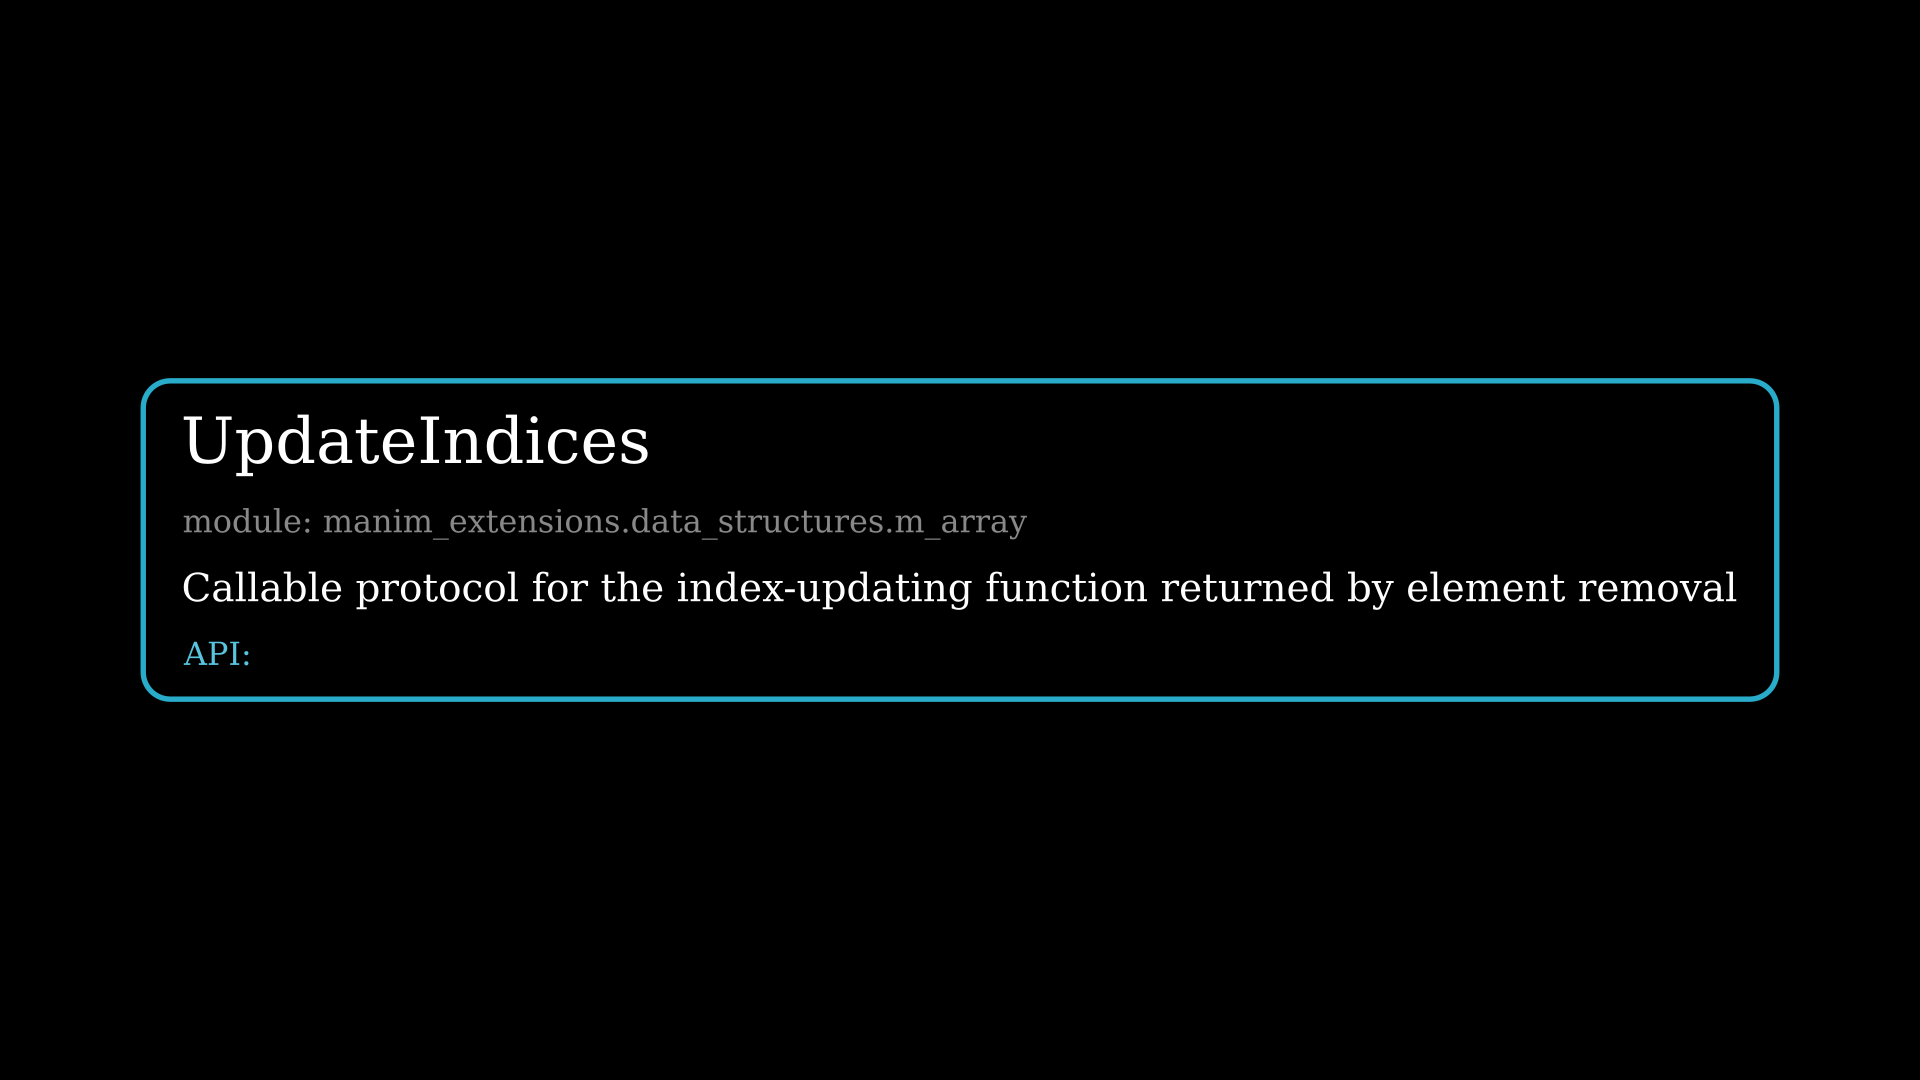 UpdateIndices
module: manim_extensions.data_structures.m_array
Callable protocol for the index-updating function returned by element removal
API: